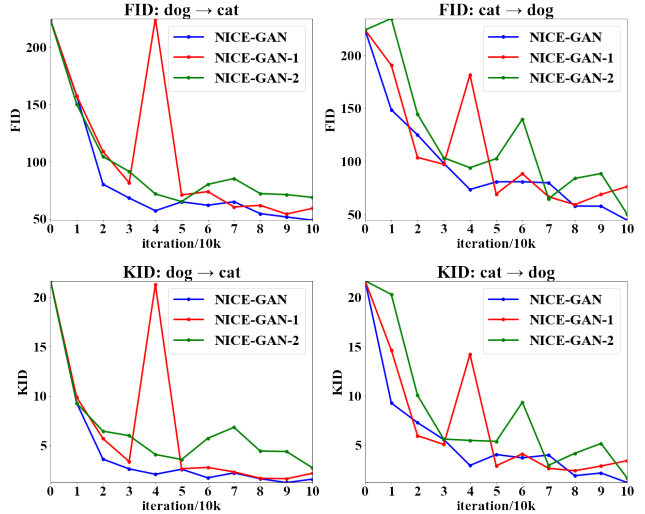 FID: dog → cat
225
200
150
100
50
FID
NICE-GAN
NICE-GAN-1
NICE-GAN-2
0 1 2 3 4 5 6 7 8 9 10
iteration/10k
FID: cat → dog
200
150
100
50
FID
NICE-GAN
NICE-GAN-1
NICE-GAN-2
0 1 2 3 4 5 6 7 8 9 10
iteration/10k
KID: dog → cat
20
15
10
5
KID
NICE-GAN
NICE-GAN-1
NICE-GAN-2
0 1 2 3 4 5 6 7 8 9 10
iteration/10k
KID: cat → dog
20
15
10
5
KID
NICE-GAN
NICE-GAN-1
NICE-GAN-2
0 1 2 3 4 5 6 7 8 9 10
iteration/10k